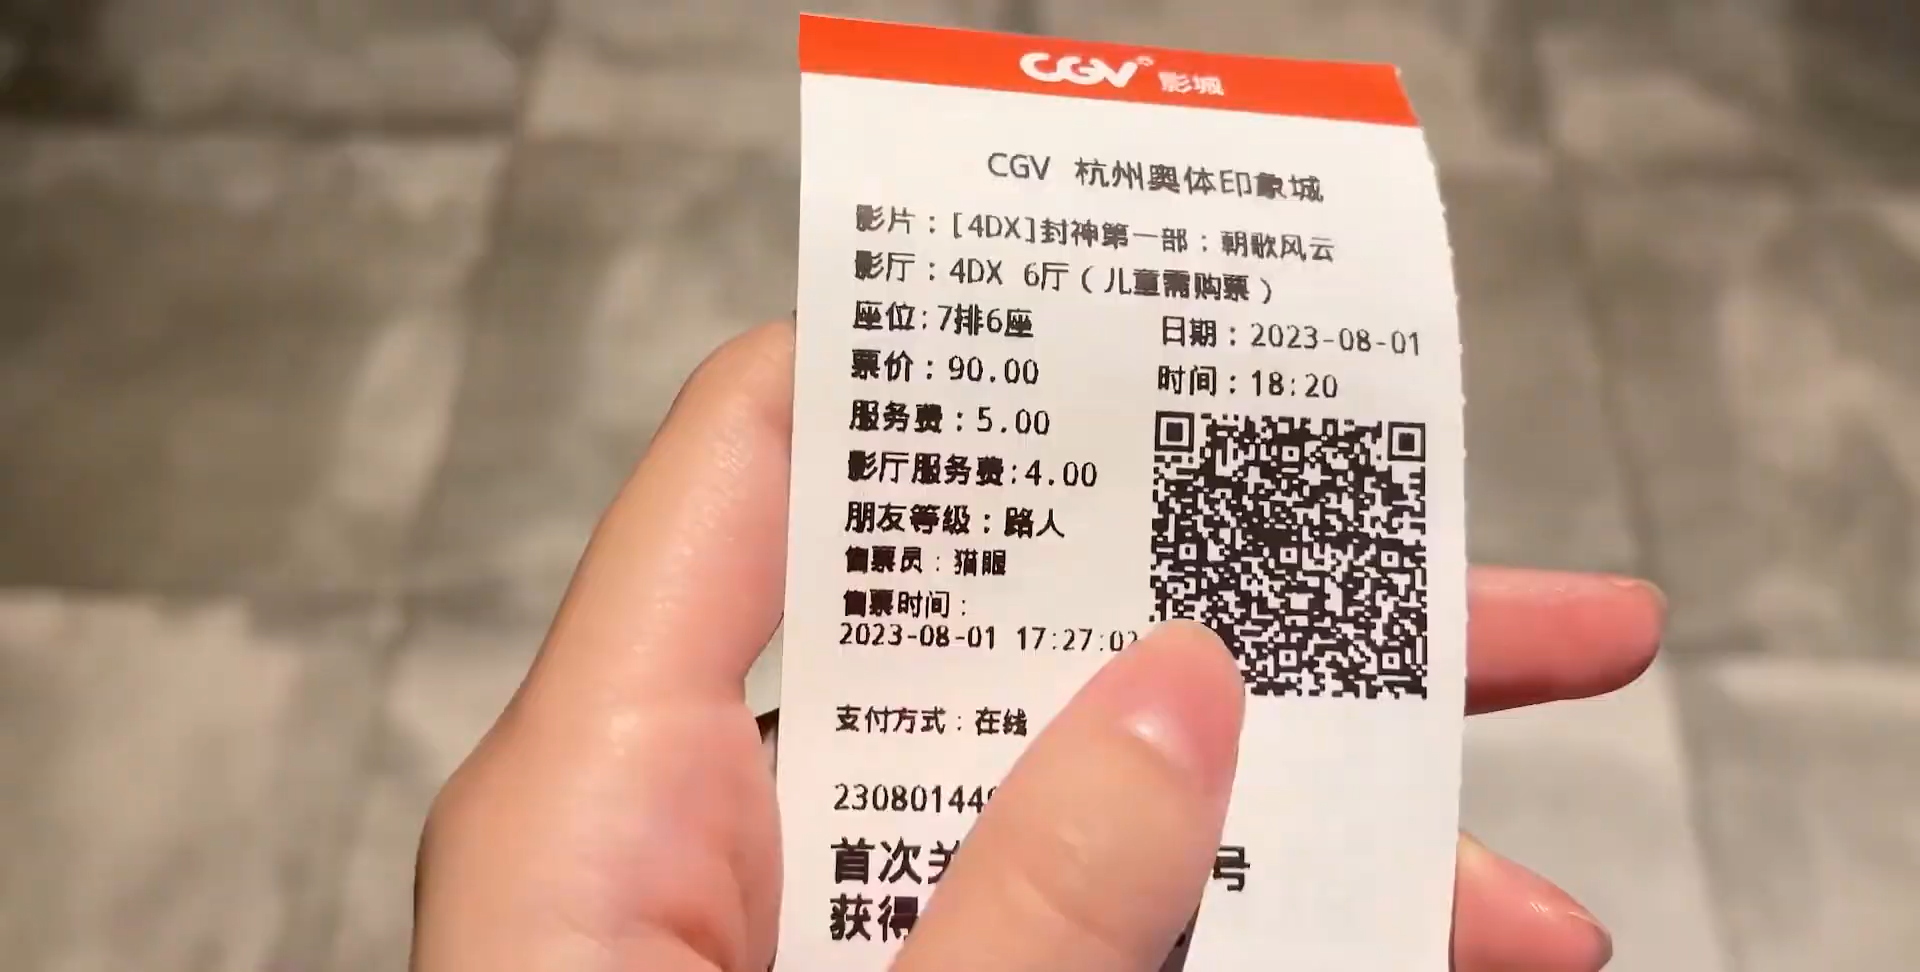 CGV 影城
CGV 杭州奥体印象城
影片：[4DX]封神第一部：朝歌风云
影厅：4DX 6厅（儿童需购票）
座位:7排6座
日期：2023-08-01
票价：90.00
时间：18:20
服务费：5.00
影厅服务费:4.00
朋友等级：路人
售票员：猫眼
售票时间：
2023-08-01 17:27:02
支付方式：在线
23080144
首次关 号
获得